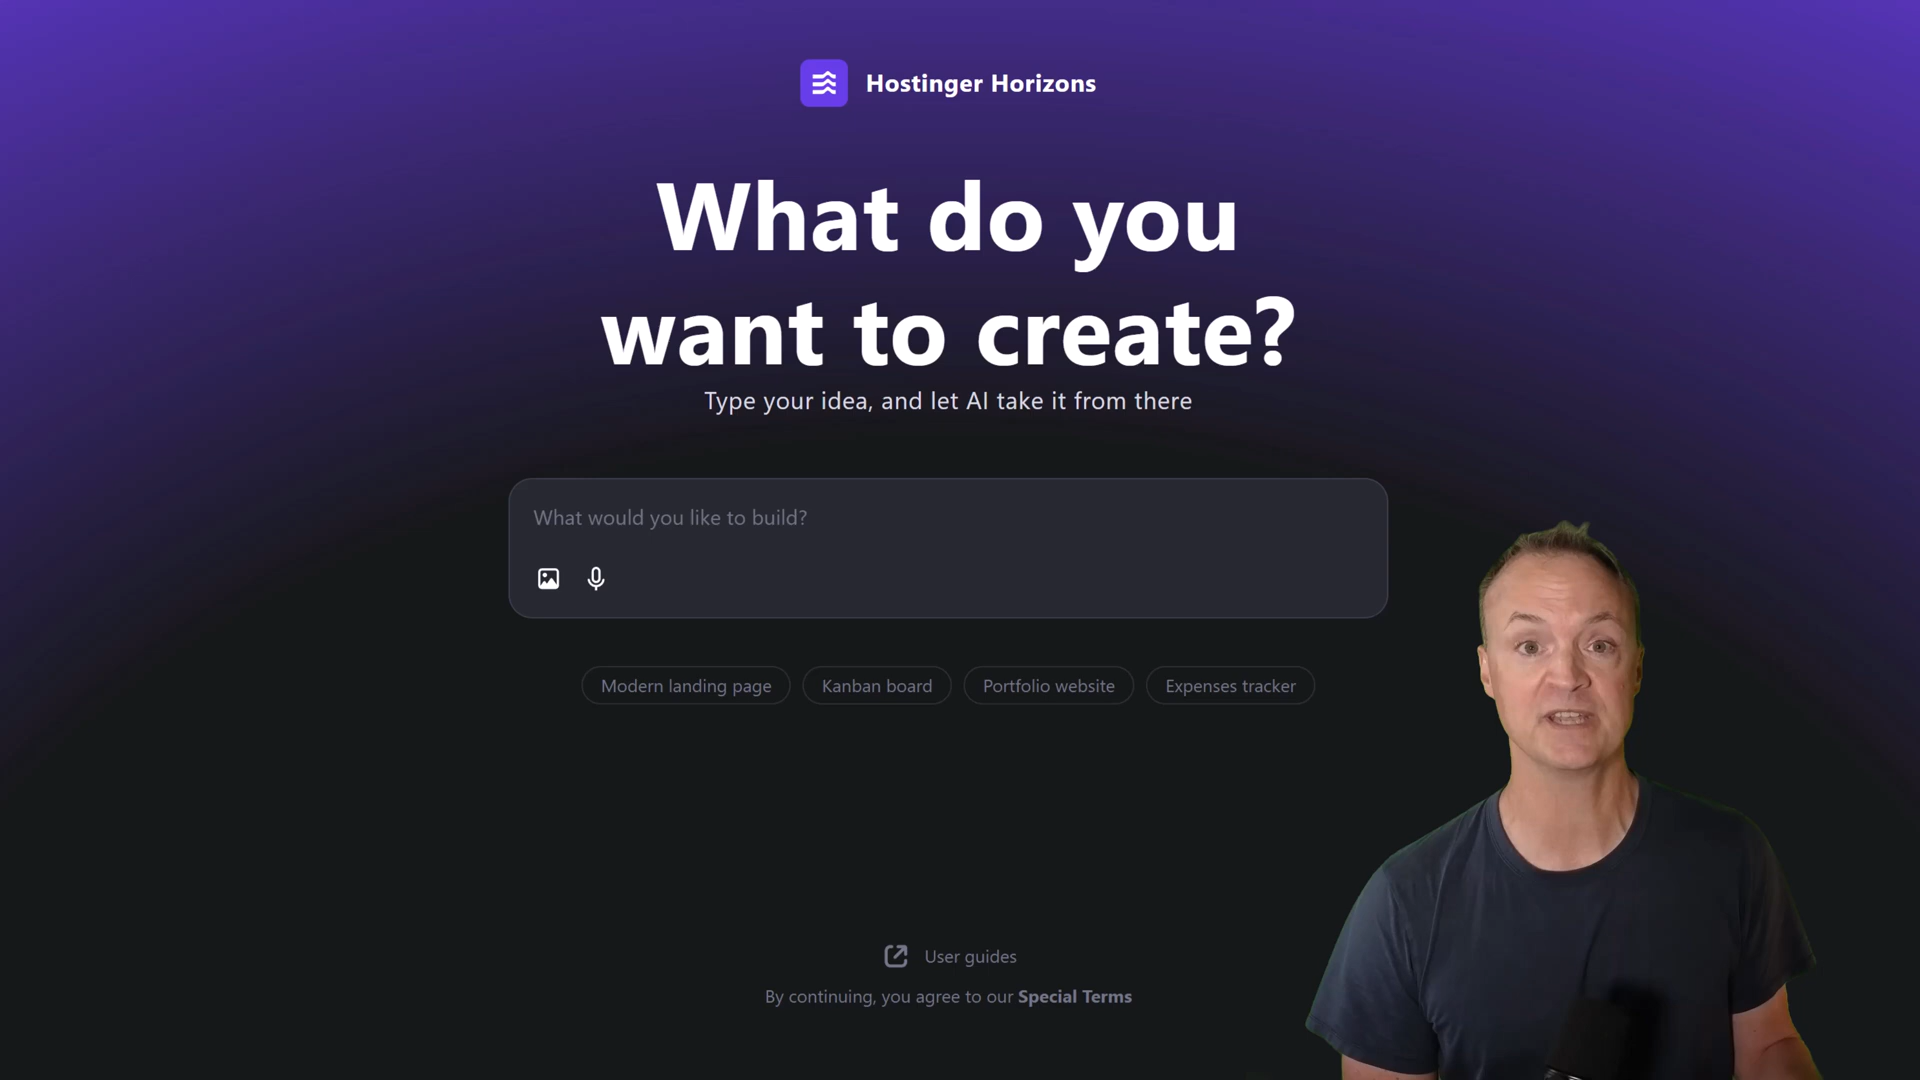 Hostinger Horizons
What do you
want to create?
Type your idea, and let AI take it from there
What would you like to build?
Modern landing page
Kanban board
Portfolio website
Expenses tracker
User guides
By continuing, you agree to our Special Terms